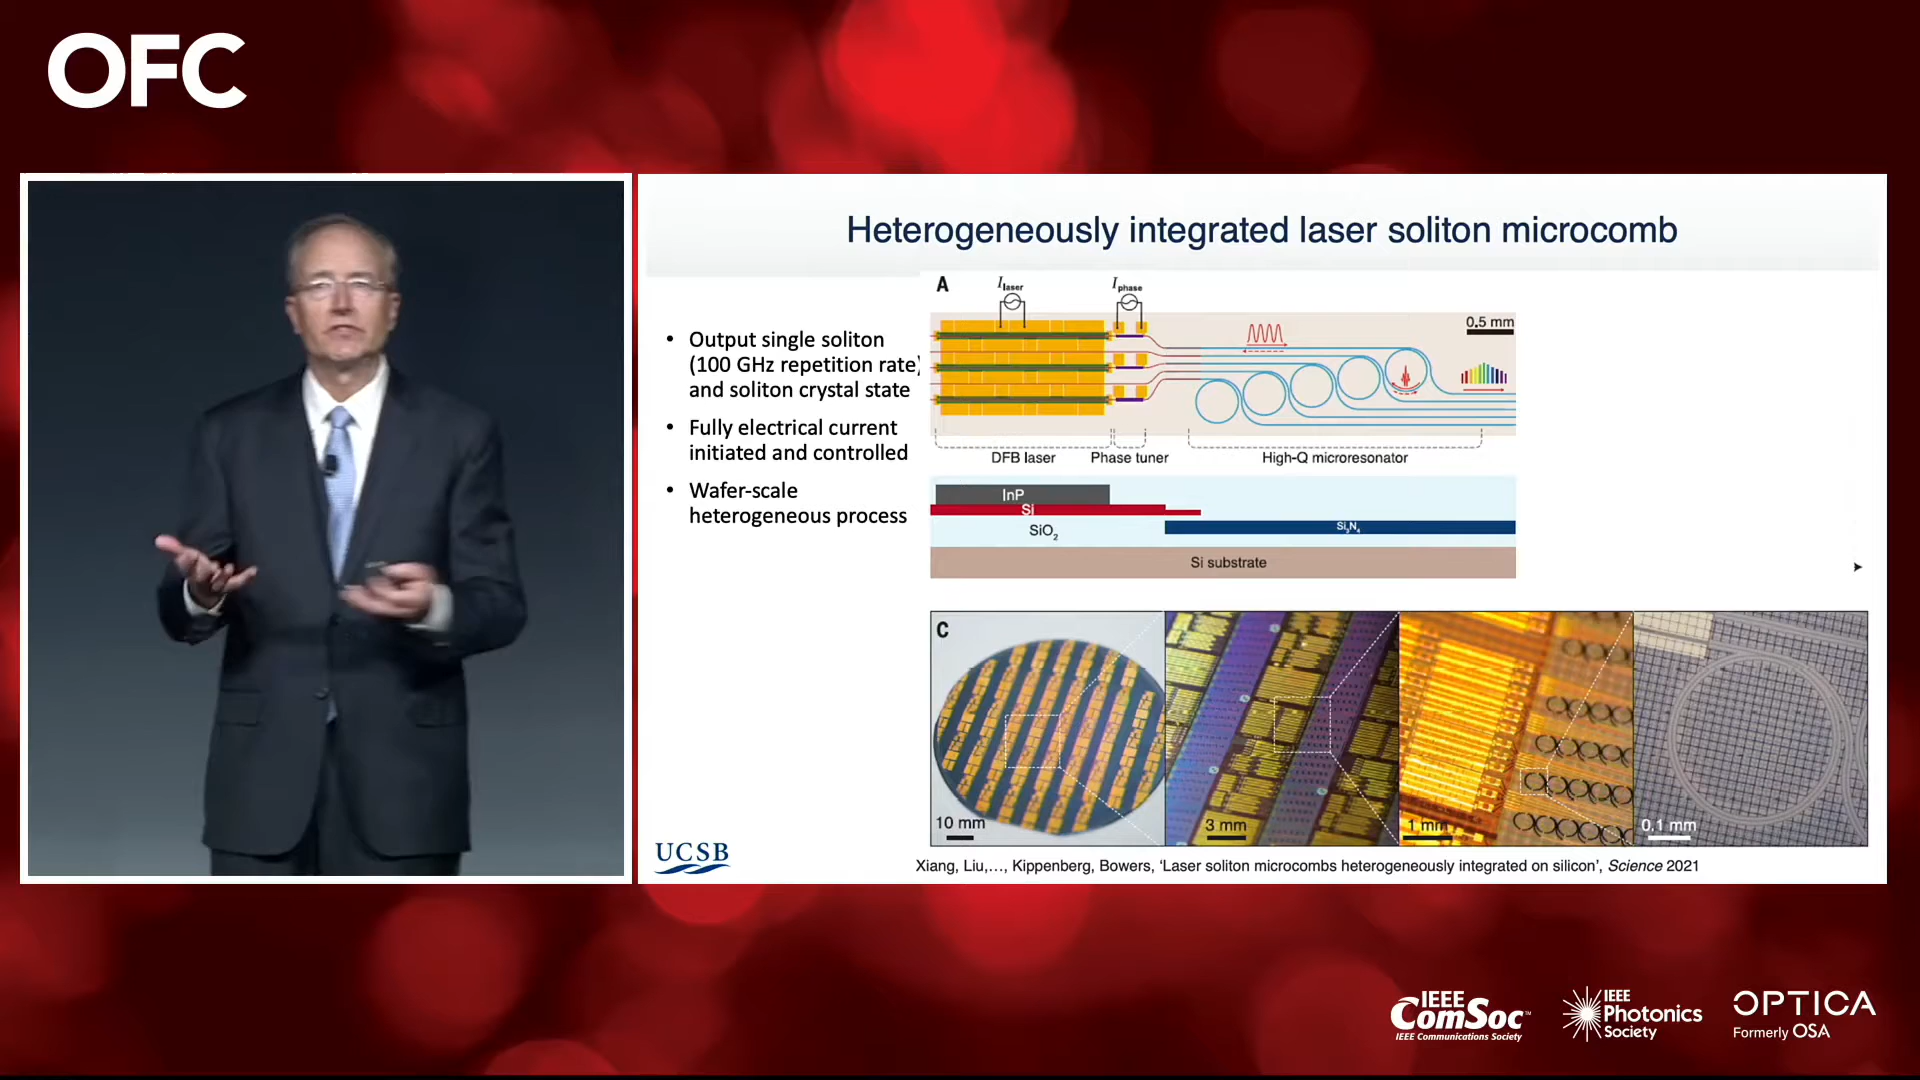 OFC
Heterogeneously integrated laser soliton microcomb
• Output single soliton
(100 GHz repetition rate)
and soliton crystal state
• Fully electrical current
initiated and controlled
• Wafer-scale
heterogeneous process
A
I laser
I phase
0.5 mm
DFB laser
Phase tuner
High-Q microresonator
InP
Si
SiO₂
Si₃N₄
Si substrate
C
10 mm
3 mm
1 mm
0.1 mm
UCSB
Xiang, Liu,…, Kippenberg, Bowers, ‘Laser soliton microcombs heterogeneously integrated on silicon’, Science 2021
IEEE
ComSoc™
IEEE Communications Society
IEEE
Photonics
Society
OPTICA
Formerly OSA